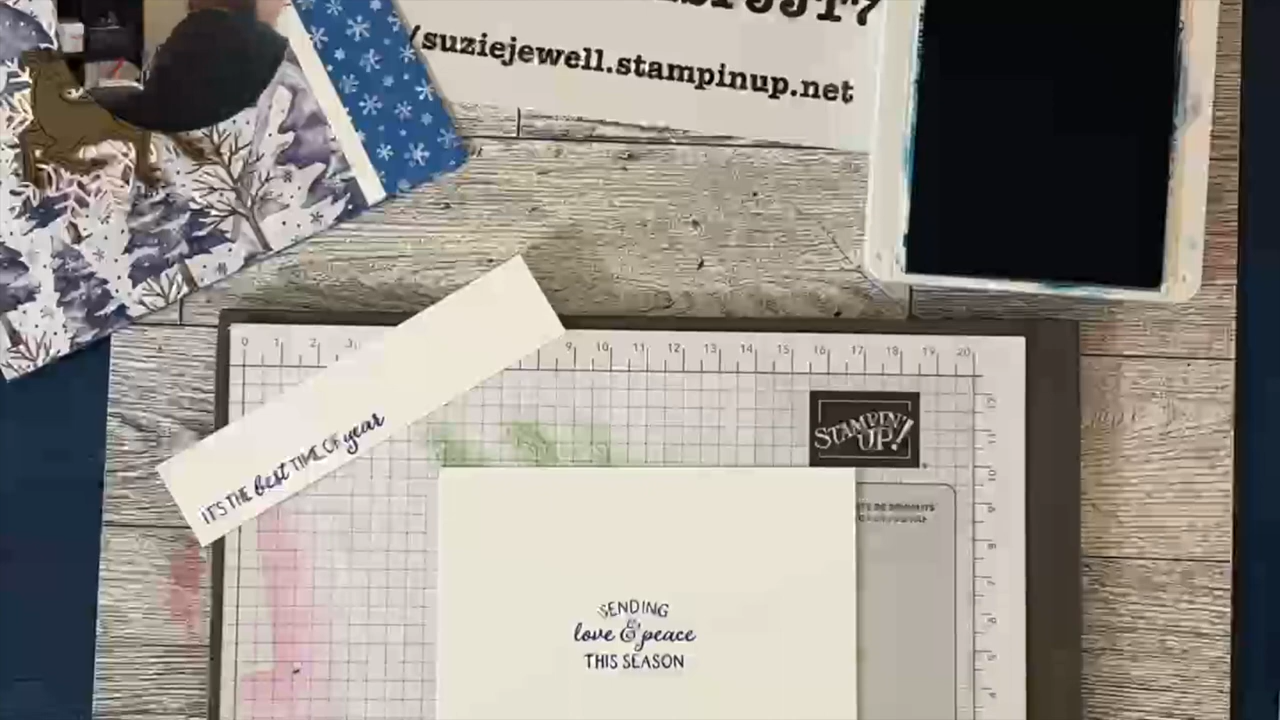 /suziejewell.stampinup.net
0 1 2 3 9 10 11 12 13 14 15 16 17 18 19 20
STAMPIN' UP!
IT'S THE best TIME OF year
SENDING
love & peace
THIS SEASON